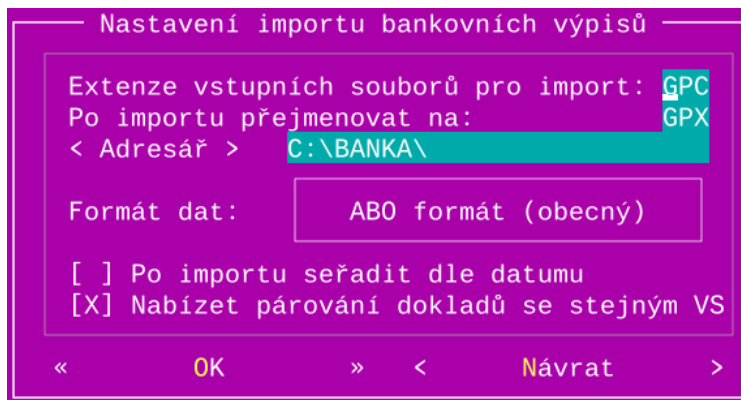 Nastavení importu bankovních výpisů
Extenze vstupních souborů pro import: GPC
Po importu přejmenovat na: GPX
< Adresář > C:\BANKA\
Formát dat: ABO formát (obecný)
[ ] Po importu seřadit dle datumu
[X] Nabízet párování dokladů se stejným VS
« OK » < Návrat >